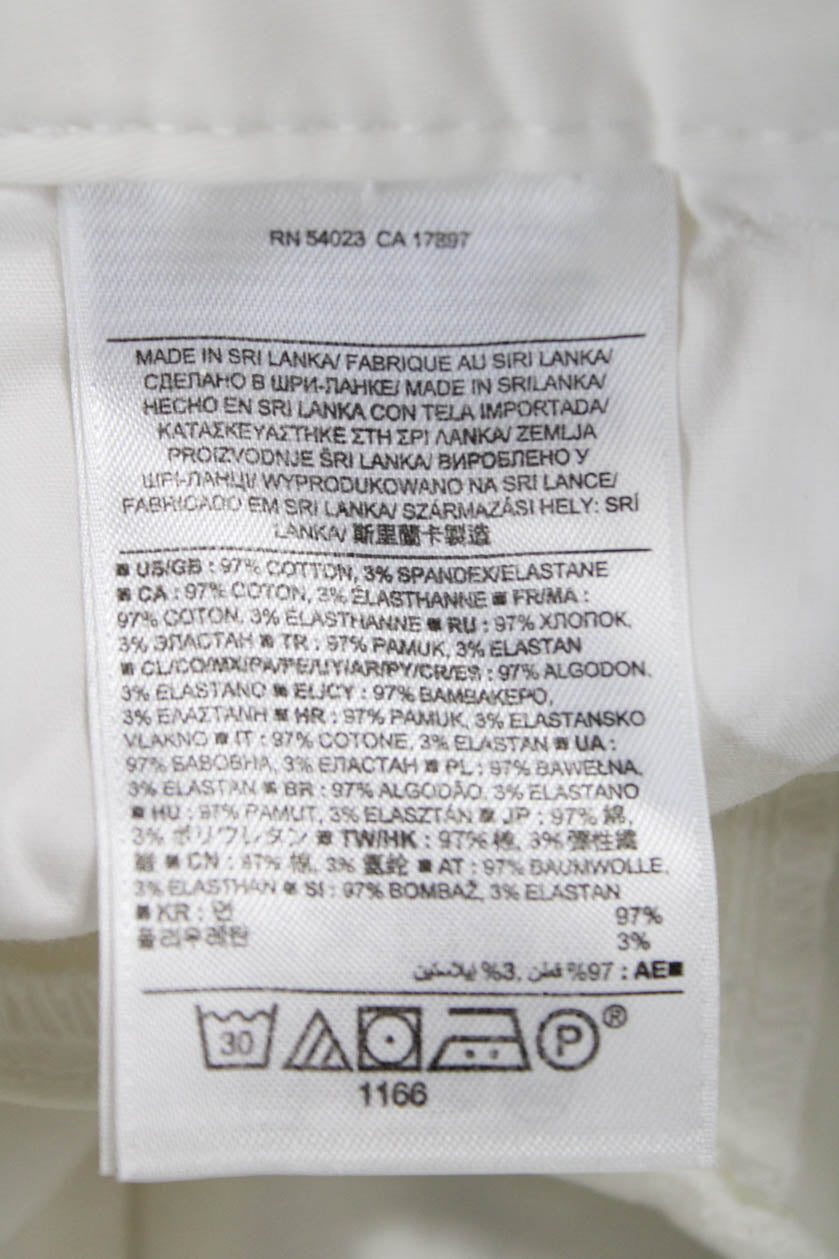 RN 54023 CA 17897
MADE IN SRI LANKA/ FABRIQUE AU SIRI LANKA/
СДЕЛАНО В ШРИ-ЛАНКЕ/ MADE IN SRILANKA/
HECHO EN SRI LANKA CON TELA IMPORTADA/
ΚΑΤΑΣΚΕΥΑΣΤΗΚΕ ΣΤΗ ΣΡΙ ΛΑΝΚΑ/ ZEMLJA
PROIZVODNJE ŠRI LANKA/ ВИРОБЛЕНО У
ШРІ-ЛАНЦІ/ WYPRODUKOWANO NA SRI LANCE/
FABRICADO EM SRI LANKA/ SZÁRMAZÁSI HELY: SRÍ
LANKA/ 斯里蘭卡製造
■ US/GB : 97% COTTON, 3% SPANDEX/ELASTANE
■ CA : 97% COTON, 3% ÉLASTHANNE ■ FR/MA :
97% COTON, 3% ÉLASTHANNE ■ RU : 97% ХЛОПОК,
3% ЭЛАСТАН ■ TR : 97% PAMUK, 3% ELASTAN
■ CL/CO/MX/PA/PE/UY/AR/PY/CR/ES : 97% ALGODON,
3% ELASTANO ■ EL/CY : 97% ΒΑΜΒΑΚΕΡΟ,
3% ΕΛΑΣΤΑΝΗ ■ HR : 97% PAMUK, 3% ELASTANSKO
VLAKNO ■ IT : 97% COTONE, 3% ELASTAN ■ UA :
97% БАВОВНА, 3% ЕЛАСТАН ■ PL : 97% BAWEŁNA,
3% ELASTAN ■ BR : 97% ALGODÃO, 3% ELASTANO
■ HU : 97% PAMUT, 3% ELASZTÁN ■ JP : 97% 綿,
3% ポリウレタン ■ TW/HK : 97% 棉, 3% 彈性纖
維 ■ CN : 97% 棉, 3% 氨纶 ■ AT : 97% BAUMWOLLE,
3% ELASTHAN ■ SI : 97% BOMBAŽ, 3% ELASTAN
■ KR : 면 97%
폴리우레탄 3%
■AE : 97% قطن, 3% إيلاستين
30 P ®
1166